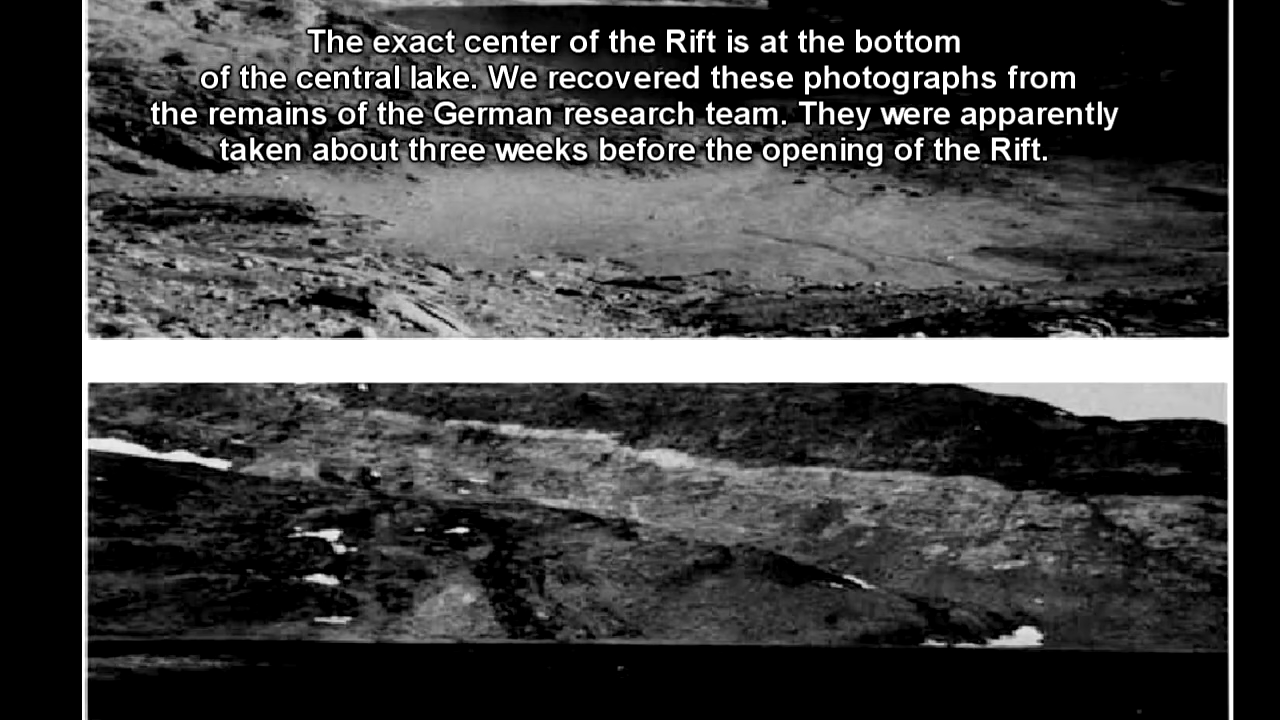 The exact center of the Rift is at the bottom
of the central lake. We recovered these photographs from
the remains of the German research team. They were apparently
taken about three weeks before the opening of the Rift.